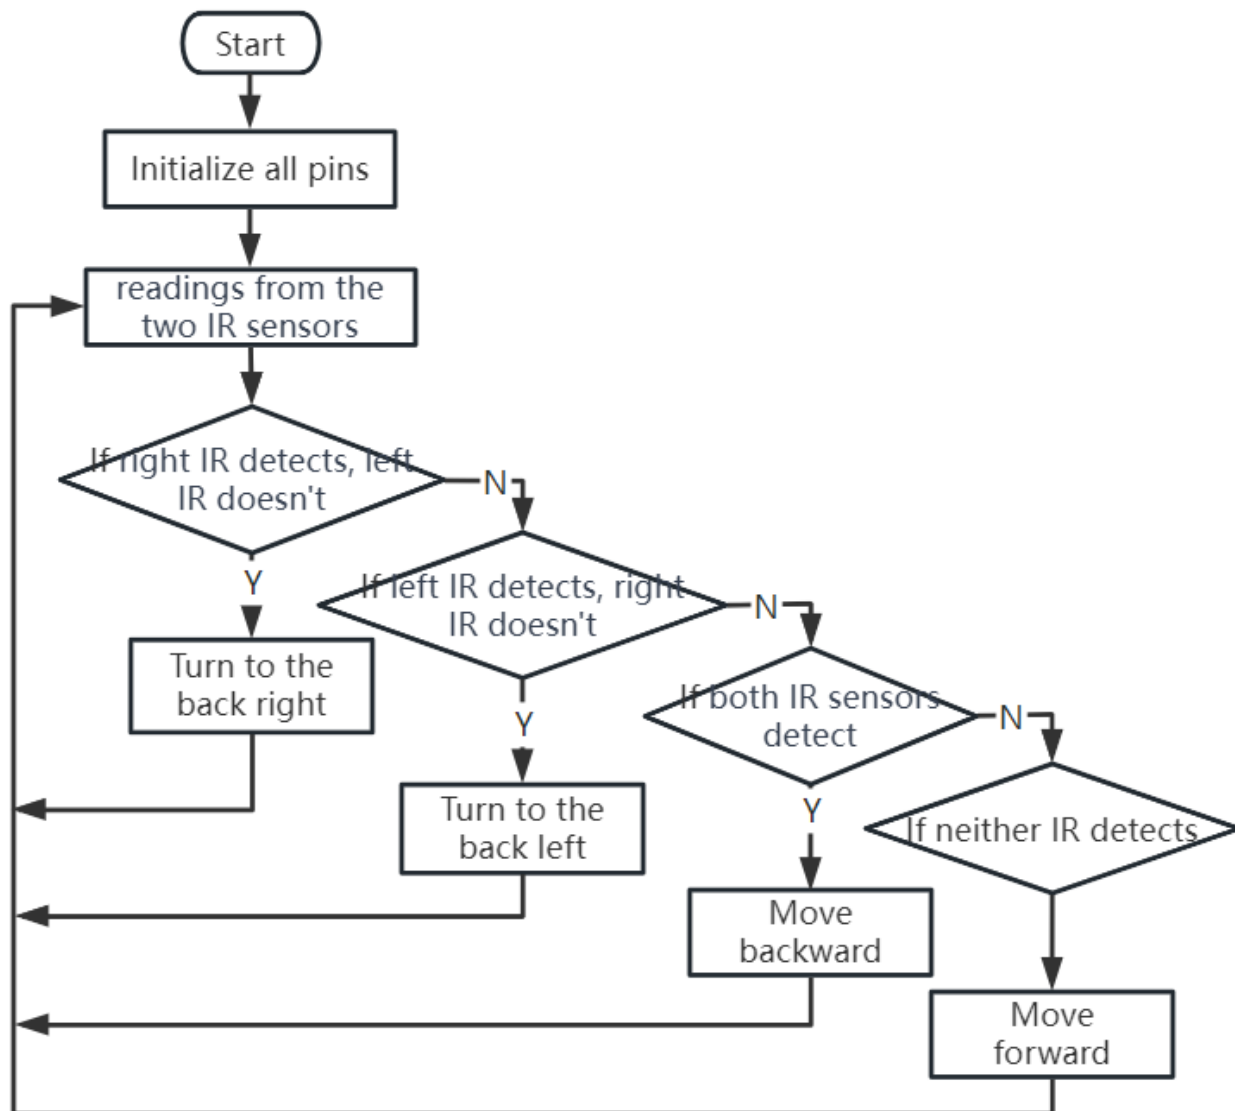 Start
Initialize all pins
readings from the
two IR sensors
If right IR detects, left
IR doesn't
N
Y
If left IR detects, right
IR doesn't
N
Turn to the
back right
Y
If both IR sensors
detect
N
Turn to the
back left
Y
If neither IR detects
Move
backward
Move
forward